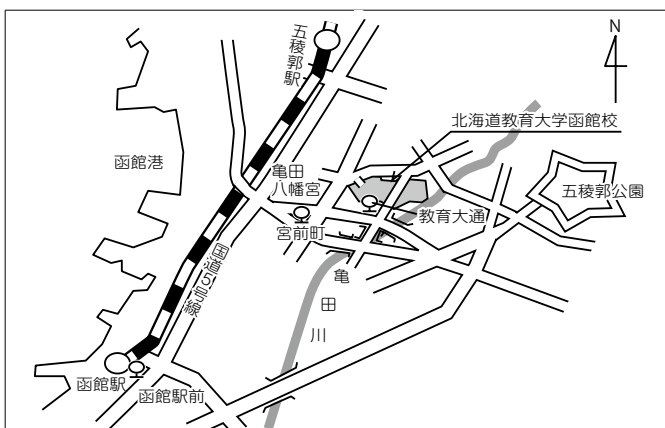 五稜郭駅
N
北海道教育大学函館校
函館港
亀田
八幡宮
五稜郭公園
教育大通
宮前町
国道5号線
亀田川
函館駅
函館駅前